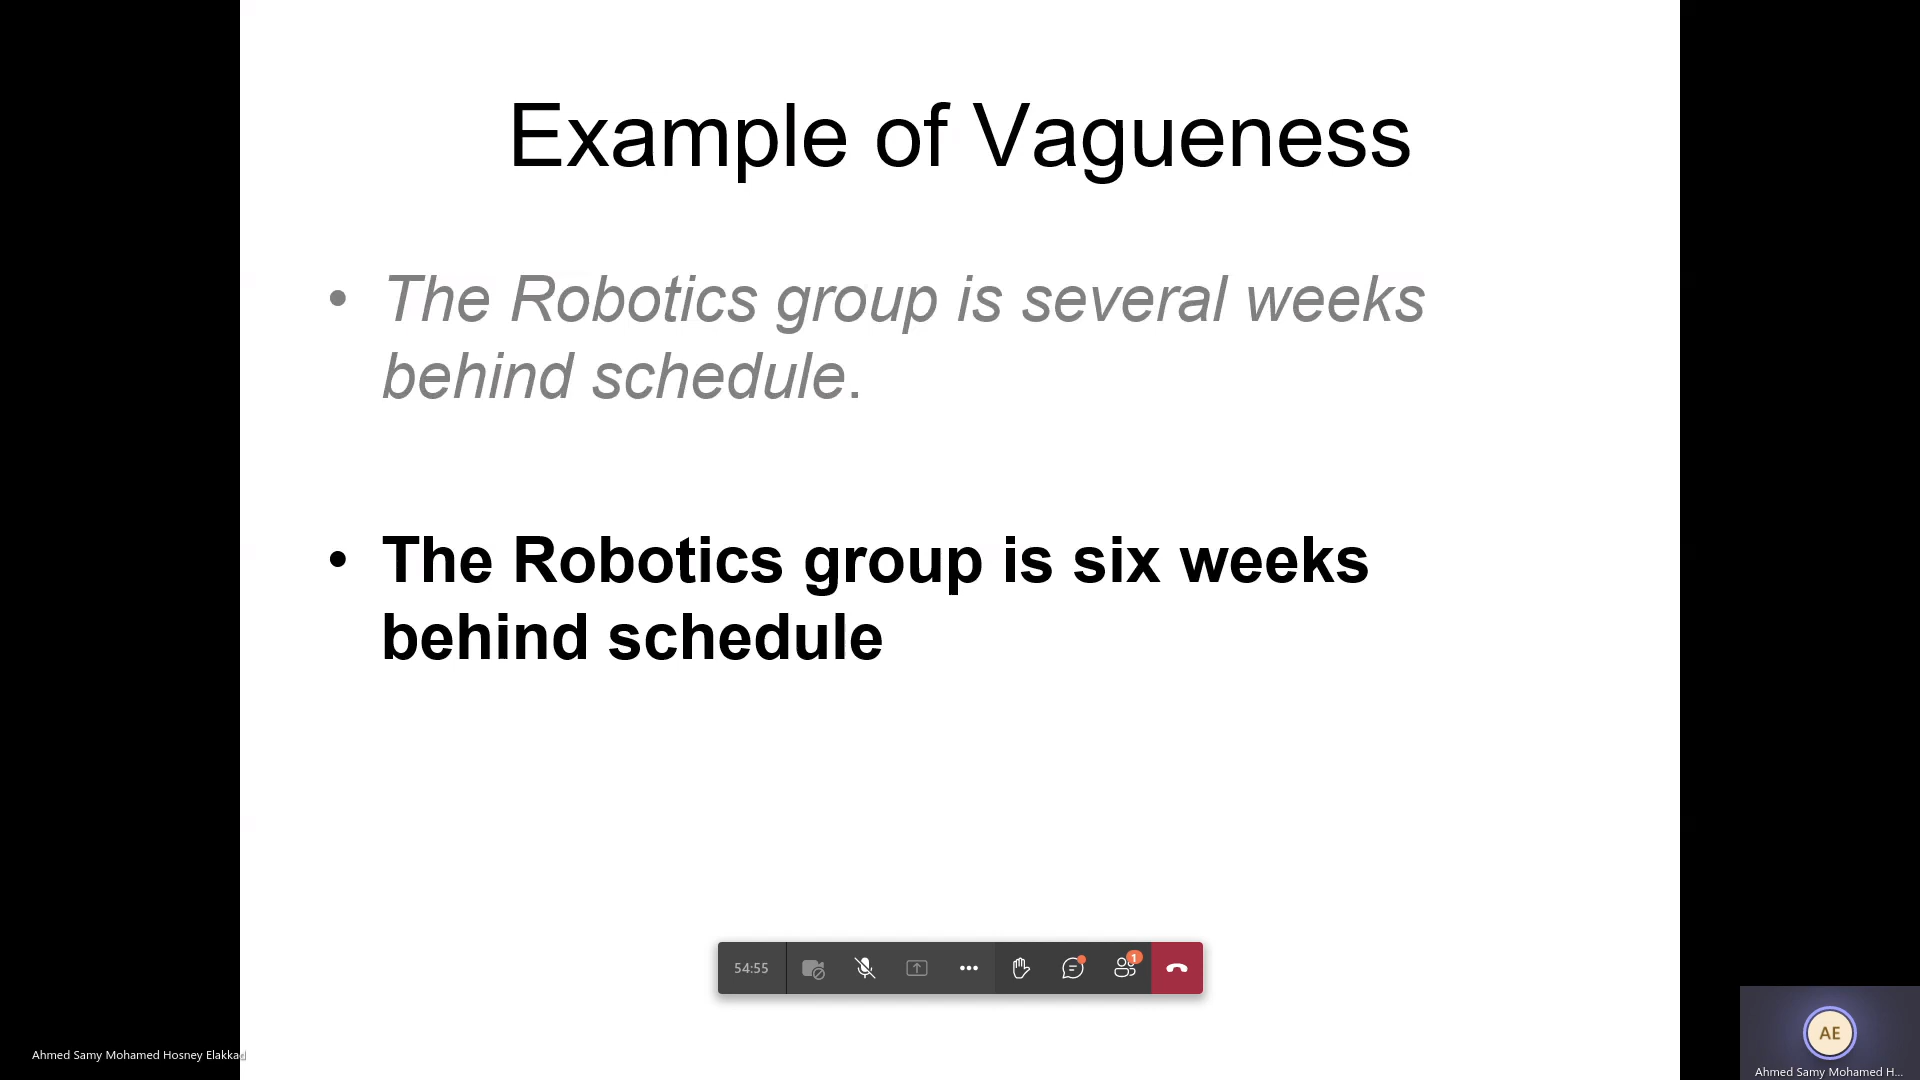 Example of Vagueness
• The Robotics group is several weeks
behind schedule.
• The Robotics group is six weeks
behind schedule
54:55
1
AE
Ahmed Samy Mohamed Hosney Elakkad
Ahmed Samy Mohamed H...